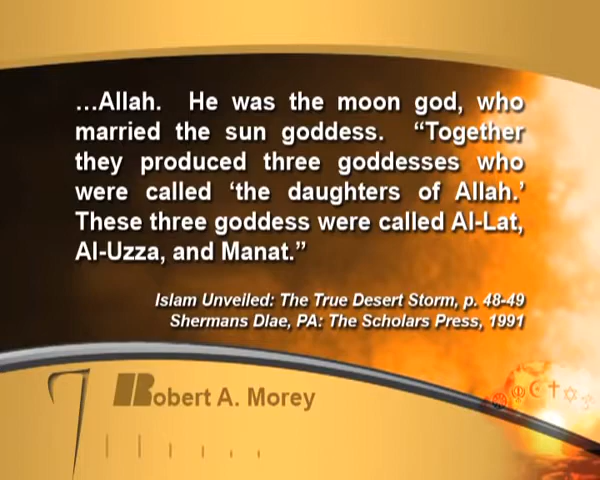 …Allah. He was the moon god, who
married the sun goddess. “Together
they produced three goddesses who
were called ‘the daughters of Allah.’
These three goddess were called Al-Lat,
Al-Uzza, and Manat.”
Islam Unveiled: The True Desert Storm, p. 48-49
Shermans Dlae, PA: The Scholars Press, 1991
Robert A. Morey